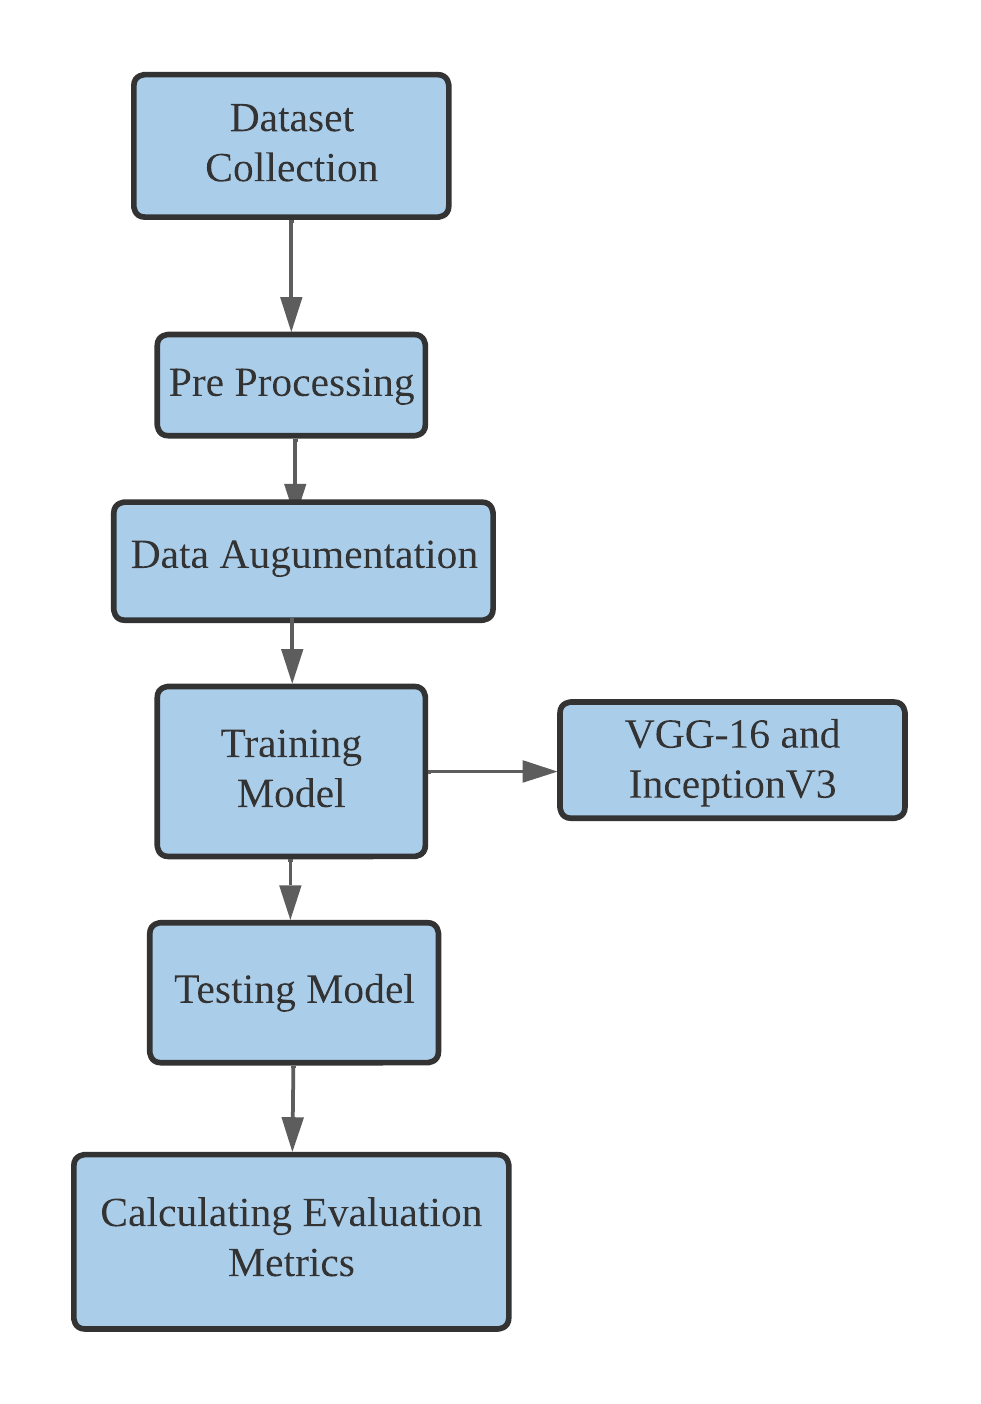 Dataset
Collection
Pre Processing
Data Augumentation
Training
Model
VGG-16 and
InceptionV3
Testing Model
Calculating Evaluation
Metrics